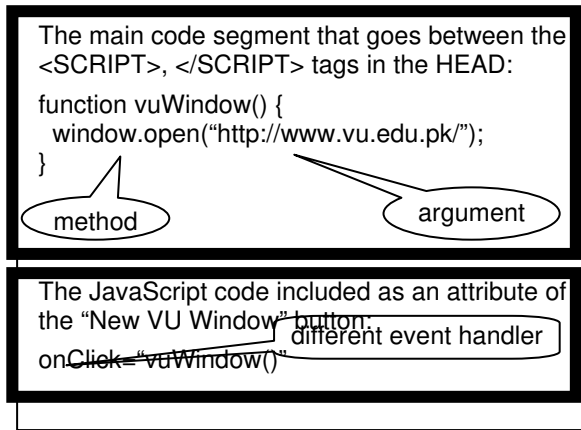 The main code segment that goes between the
<SCRIPT>, </SCRIPT> tags in the HEAD:
function vuWindow() {
window.open(“http://www.vu.edu.pk/”);
}
method
argument
The JavaScript code included as an attribute of
the “New VU Window” button:
different event handler
onClick=“vuWindow()”